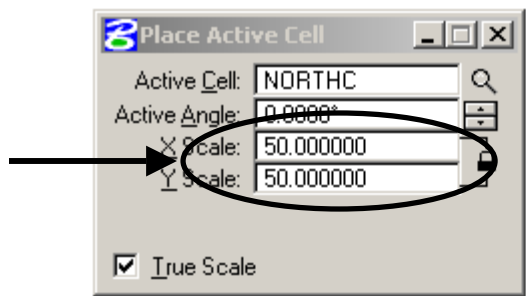 Place Active Cell
Active Cell: NORTHC
Active Angle: 0.0000°
X Scale: 50.000000
Y Scale: 50.000000
True Scale